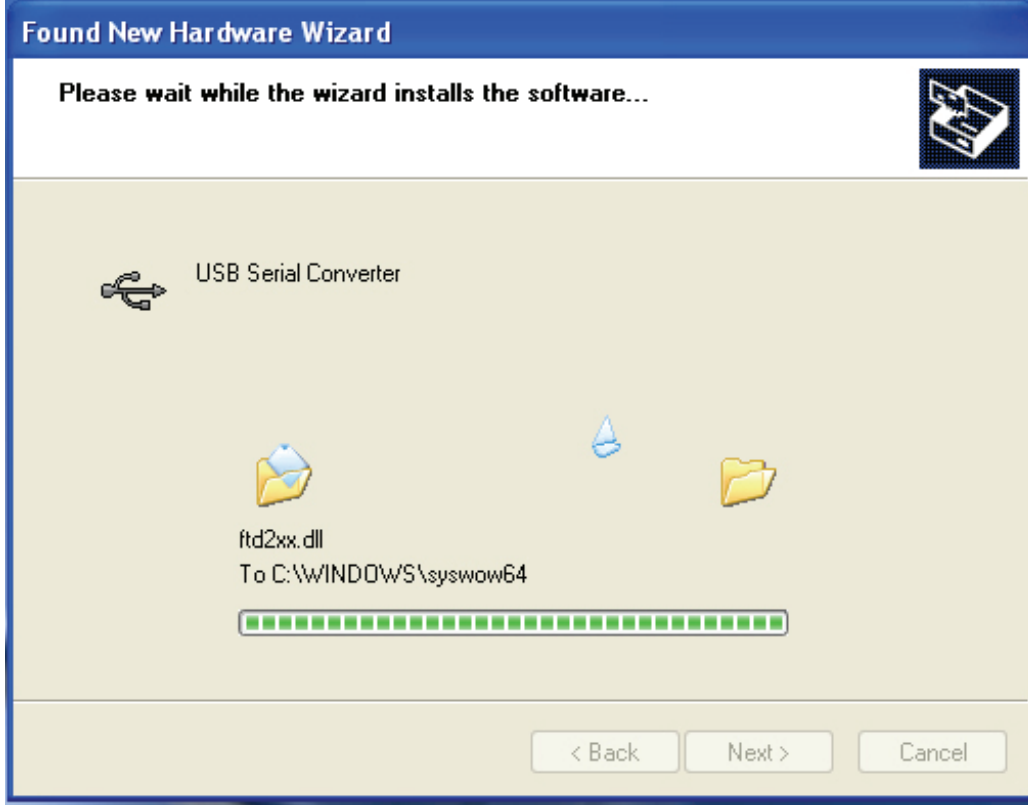 Found New Hardware Wizard
Please wait while the wizard installs the software...
USB Serial Converter
ftd2xx.dll
To C:\WINDOWS\syswow64
< Back
Next >
Cancel